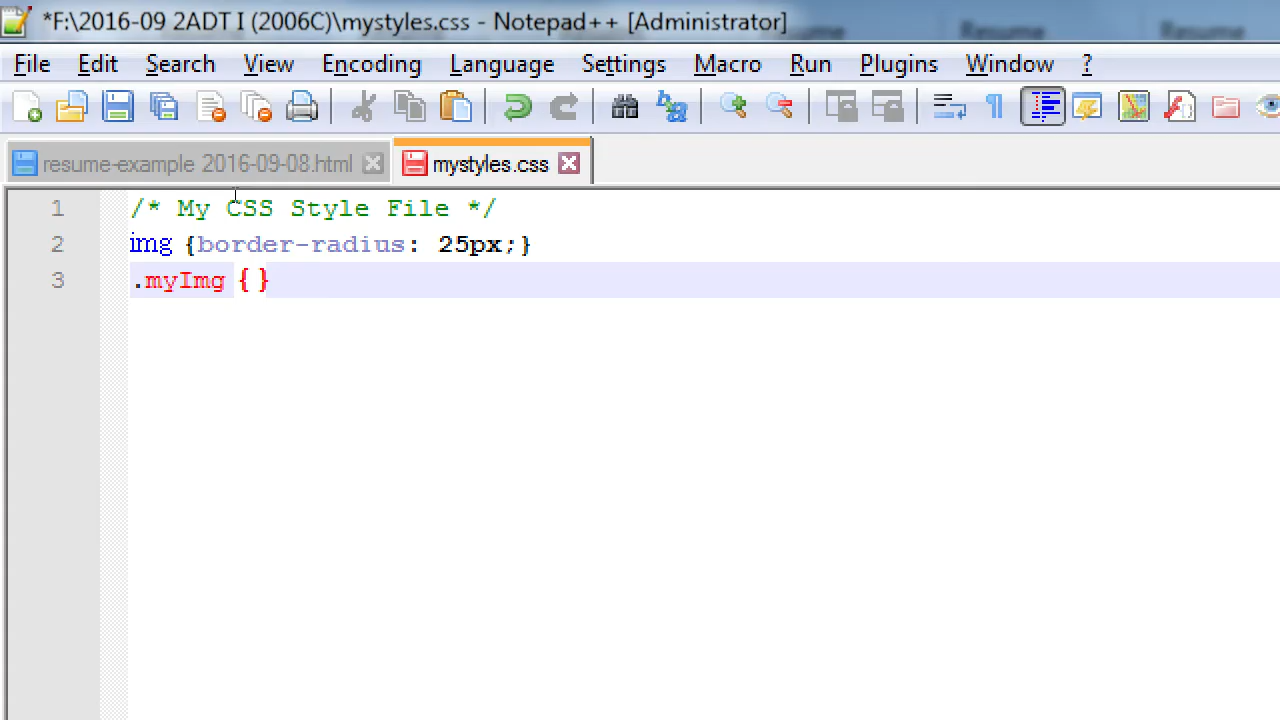 *F:\2016-09 2ADT I (2006C)\mystyles.css - Notepad++ [Administrator]
Resume
Resume
File Edit Search View Encoding Language Settings Macro Run Plugins Window ?
resume-example 2016-09-08.html mystyles.css
1 /* My CSS Style File */
2 img {border-radius: 25px;}
3 .myImg {}